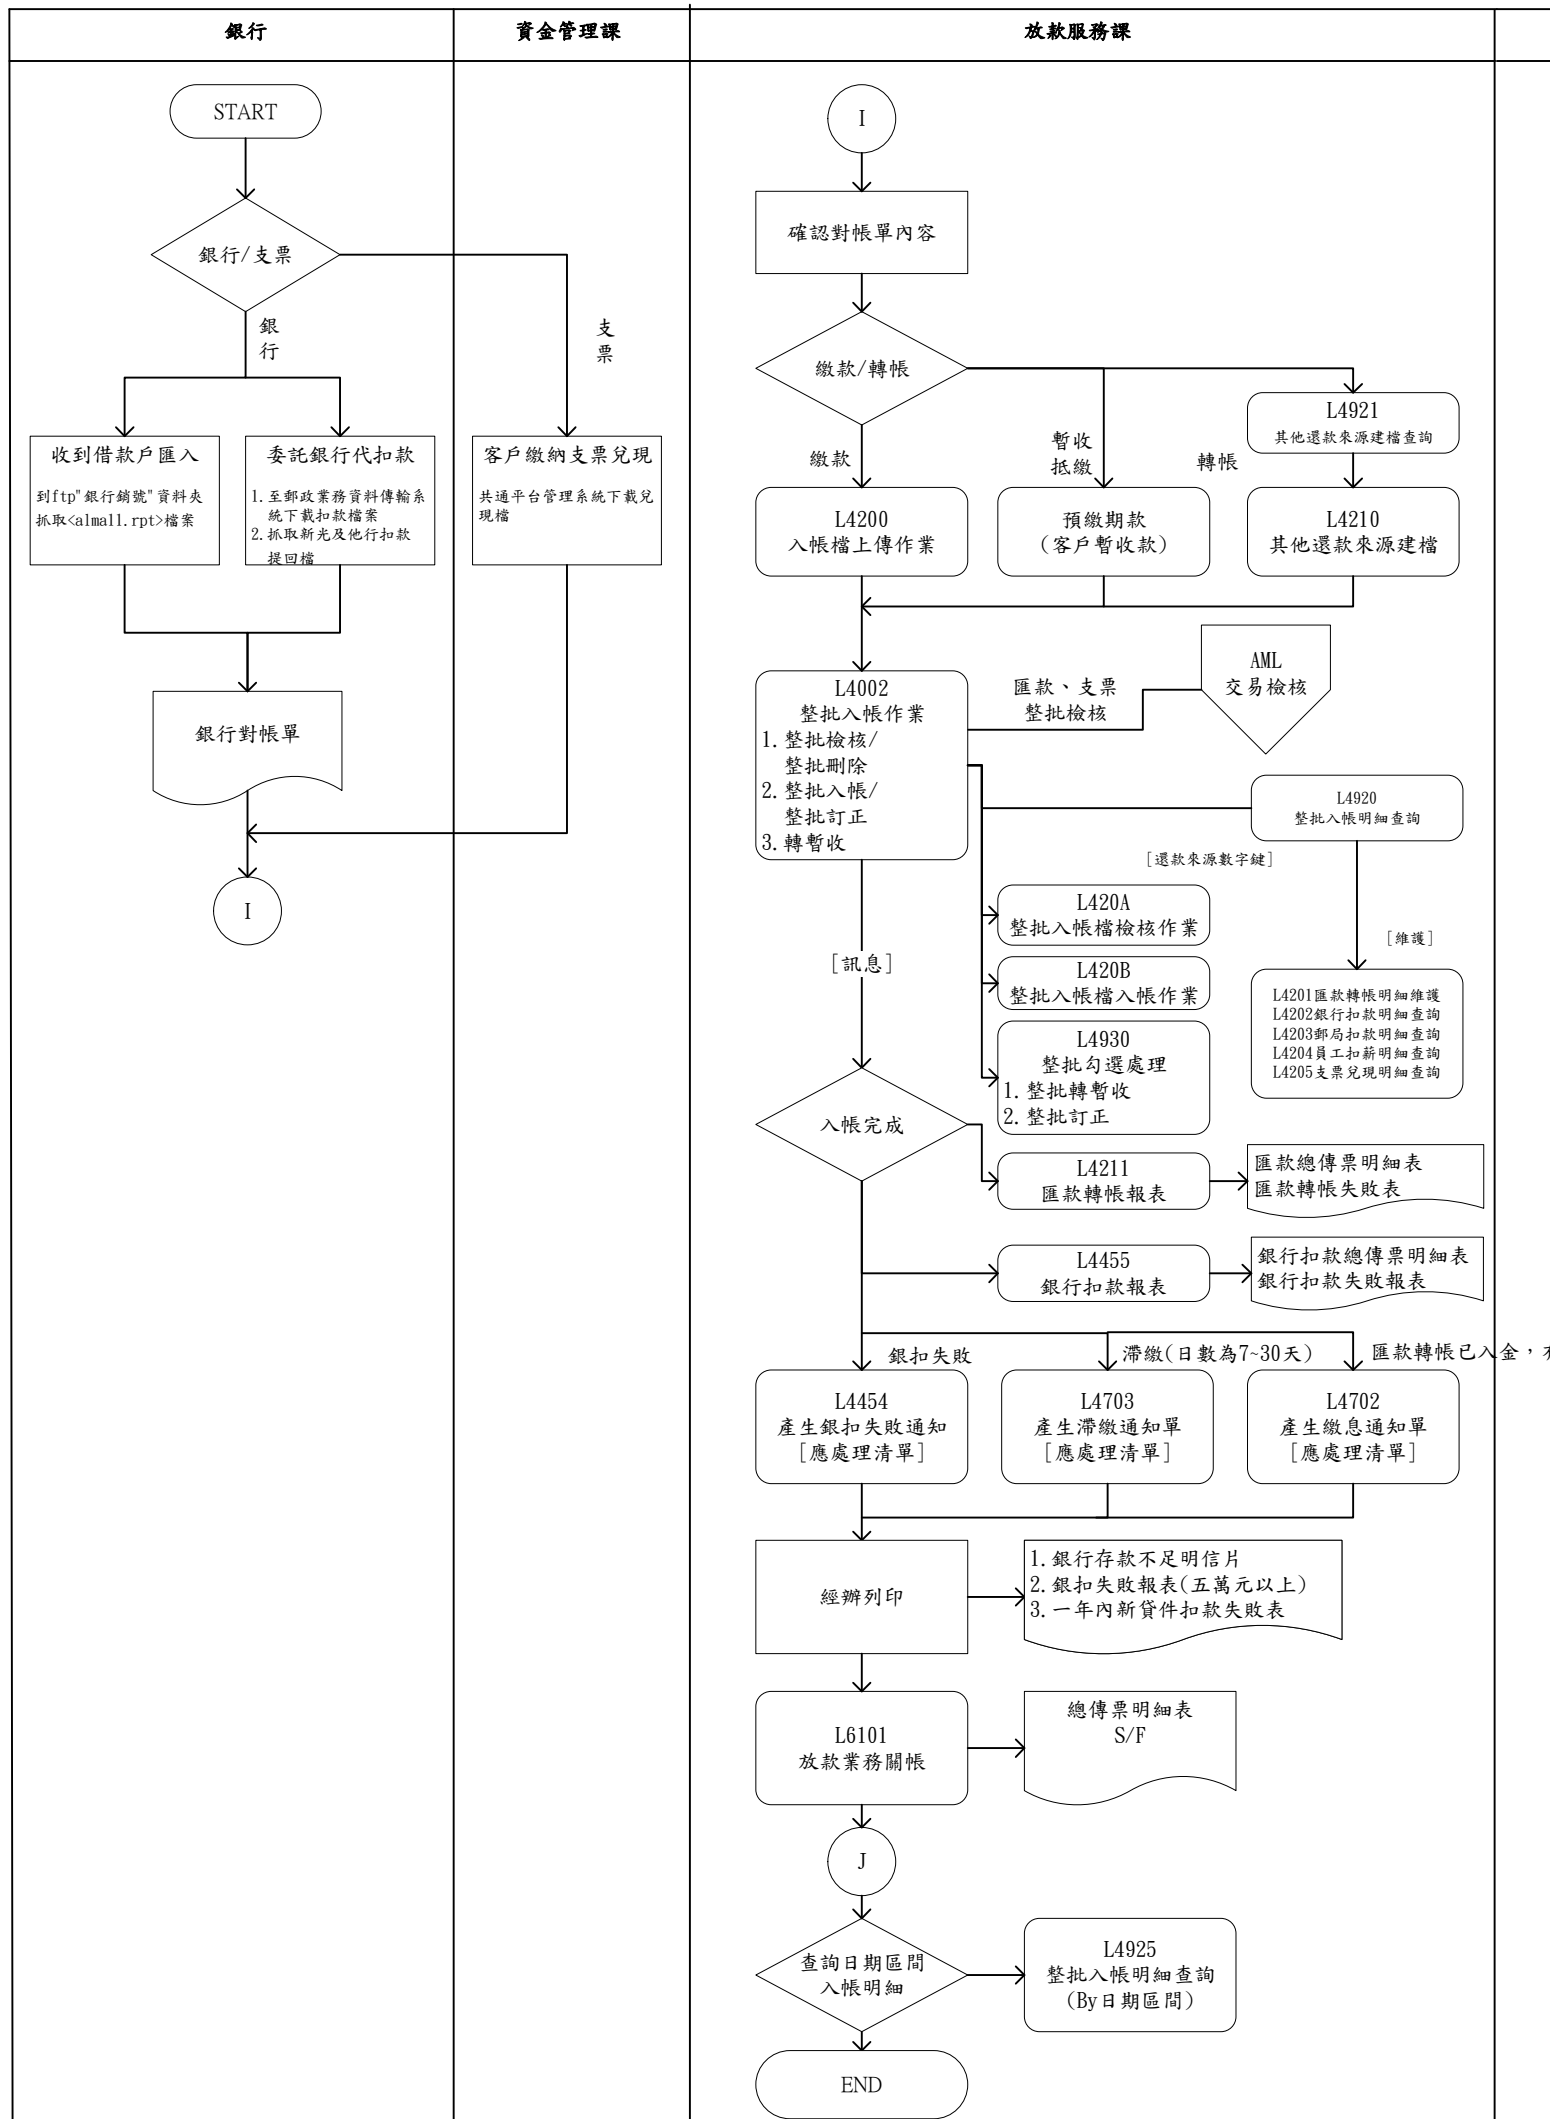 銀行
資金管理課
放款服務課
START
銀行/支票
銀
行
支
票
收到借款戶匯入
到ftp"銀行銷號"資料夾
抓取<almall.rpt>檔案
委託銀行代扣款
1.至郵政業務資料傳輸系
統下載扣款檔案
2.抓取新光及他行扣款
提回檔
客戶繳納支票兌現
共通平台管理系統下載兌
現檔
銀行對帳單
I
I
確認對帳單內容
繳款/轉帳
繳款
暫收
抵繳
轉帳
L4921
其他還款來源建檔查詢
L4200
入帳檔上傳作業
預繳期款
(客戶暫收款)
L4210
其他還款來源建檔
L4002
整批入帳作業
1.整批檢核/
整批刪除
2.整批入帳/
整批訂正
3.轉暫收
匯款、支票
整批檢核
AML
交易檢核
L4920
整批入帳明細查詢
[還款來源數字鍵]
L420A
整批入帳檔檢核作業
[維護]
[訊息]
L420B
整批入帳檔入帳作業
L4201匯款轉帳明細維護
L4202銀行扣款明細查詢
L4203郵局扣款明細查詢
L4204員工扣薪明細查詢
L4205支票兌現明細查詢
L4930
整批勾選處理
1.整批轉暫收
2.整批訂正
入帳完成
L4211
匯款轉帳報表
匯款總傳票明細表
匯款轉帳失敗表
L4455
銀行扣款報表
銀行扣款總傳票明細表
銀行扣款失敗報表
銀扣失敗
滯繳(日數為7~30天)
匯款轉帳已入金，
L4454
產生銀扣失敗通知
[應處理清單]
L4703
產生滯繳通知單
[應處理清單]
L4702
產生繳息通知單
[應處理清單]
經辦列印
1.銀行存款不足明信片
2.銀扣失敗報表(五萬元以上)
3.一年內新貸件扣款失敗表
L6101
放款業務關帳
總傳票明細表
S/F
J
查詢日期區間
入帳明細
L4925
整批入帳明細查詢
(By日期區間)
END